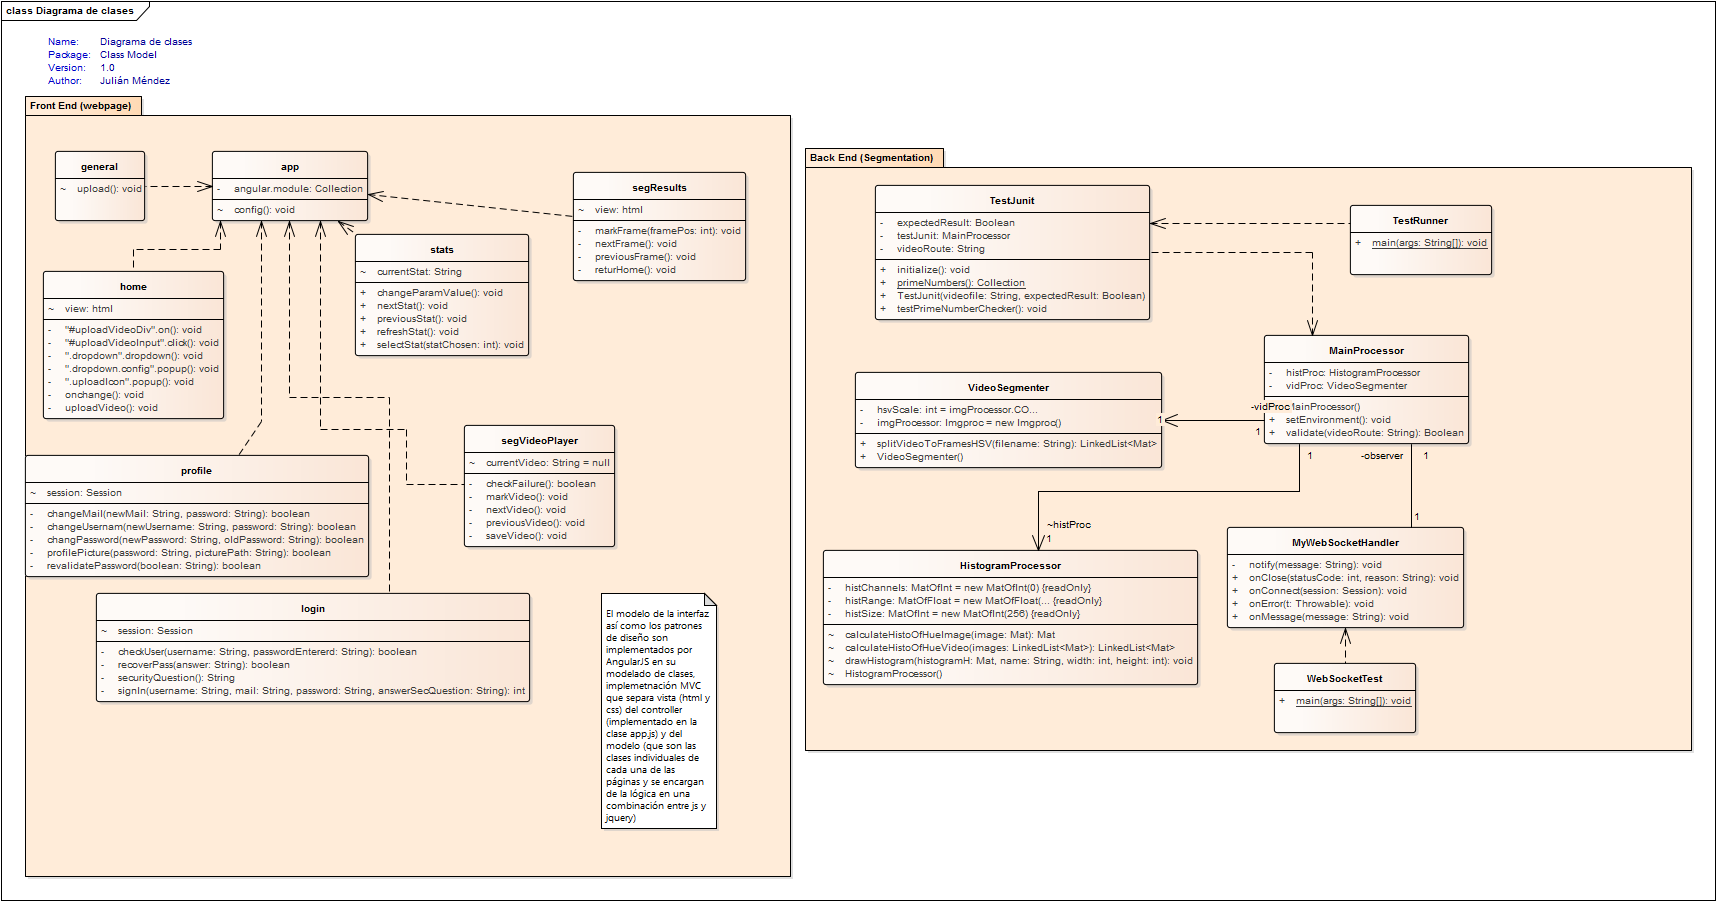 class Diagrama de clases
Name: Diagrama de clases
Package: Class Model
Version: 1.0
Author: Julián Méndez
Front End (webpage)
general
~ upload(): void
app
- angular.module: Collection
~ config(): void
segResults
~ view: html
- markFrame(framePos: int): void
- nextFrame(): void
- previousFrame(): void
- returHome(): void
stats
~ currentStat: String
+ changeParamValue(): void
+ nextStat(): void
+ previousStat(): void
+ refreshStat(): void
+ selectStat(statChosen: int): void
home
~ view: html
- "#uploadVideoDiv".on(): void
- "#uploadVideoInput".click(): void
- ".dropdown".dropdown(): void
- ".dropdown.config".popup(): void
- ".uploadIcon".popup(): void
- onchange(): void
- uploadVideo(): void
segVideoPlayer
~ currentVideo: String = null
- checkFailure(): boolean
- markVideo(): void
- nextVideo(): void
- previousVideo(): void
- saveVideo(): void
profile
~ session: Session
- changeMail(newMail: String, password: String): boolean
- changeUsernam(newUsername: String, password: String): boolean
- changPassword(newPassword: String, oldPassword: String): boolean
- profilePicture(password: String, picturePath: String): boolean
- revalidatePassword(boolean: String): boolean
login
~ session: Session
- checkUser(username: String, passwordEntererd: String): boolean
- recoverPass(answer: String): boolean
- securityQuestion(): String
- signIn(username: String, mail: String, password: String, answerSecQuestion: String): int
El modelo de la interfaz
así como los patrones
de diseño son
implementados por
AngularJS en su
modelado de clases,
implemetnación MVC
que separa vista (html y
css) del controller
(implementado en la
clase app.js) y del
modelo (que son las
clases individuales de
cada una de las
páginas y se encargan
de la lógica en una
combinación entre js y
jquery)
Back End (Segmentation)
TestJunit
- expectedResult: Boolean
- testJunit: MainProcessor
- videoRoute: String
+ initialize(): void
+ primeNumbers(): Collection
+ TestJunit(videofile: String, expectedResult: Boolean)
+ testPrimeNumberChecker(): void
TestRunner
+ main(args: String[]): void
MainProcessor
- histProc: HistogramProcessor
- vidProc: VideoSegmenter
-vidProc MainProcessor()
+ setEnvironment(): void
+ validate(videoRoute: String): Boolean
1
1
VideoSegmenter
- hsvScale: int = imgProcessor.CO...
- imgProcessor: Imgproc = new Imgproc()
+ splitVideoToFramesHSV(filename: String): LinkedList<Mat>
+ VideoSegmenter()
1
-observer 1
~histProc
1
1
HistogramProcessor
- histChannels: MatOfInt = new MatOfInt(0) {readOnly}
- histRange: MatOfFloat = new MatOfFloat(... {readOnly}
- histSize: MatOfInt = new MatOfInt(256) {readOnly}
~ calculateHistoOfHueImage(image: Mat): Mat
~ calculateHistoOfHueVideo(images: LinkedList<Mat>): LinkedList<Mat>
~ drawHistogram(histogramH: Mat, name: String, width: int, height: int): void
~ HistogramProcessor()
MyWebSocketHandler
- notify(message: String): void
+ onClose(statusCode: int, reason: String): void
+ onConnect(session: Session): void
+ onError(t: Throwable): void
+ onMessage(message: String): void
WebSocketTest
+ main(args: String[]): void